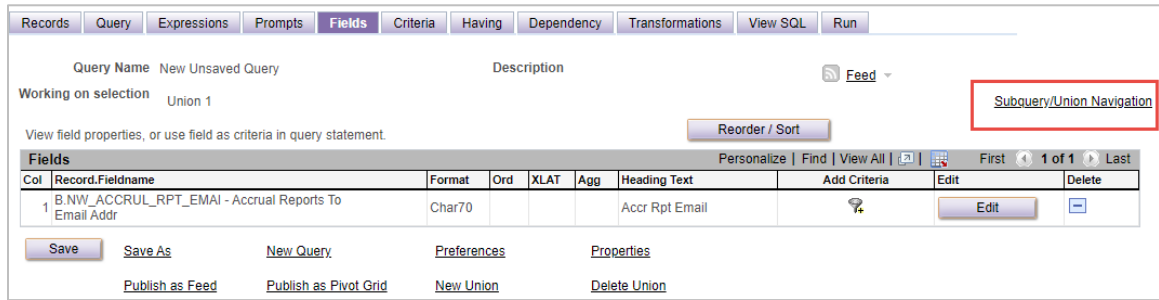 Records Query Expressions Prompts Fields Criteria Having Dependency Transformations View SQL Run
Query Name New Unsaved Query Description Feed
Working on selection Union 1 Subquery/Union Navigation
View field properties, or use field as criteria in query statement. Reorder / Sort
Fields Personalize | Find | View All | | First 1 of 1 Last
Col Record.Fieldname Format Ord XLAT Agg Heading Text Add Criteria Edit Delete
1 B.NW_ACCRUL_RPT_EMAI - Accrual Reports To Char70 Accr Rpt Email Edit
Email Addr
Save Save As New Query Preferences Properties
Publish as Feed Publish as Pivot Grid New Union Delete Union